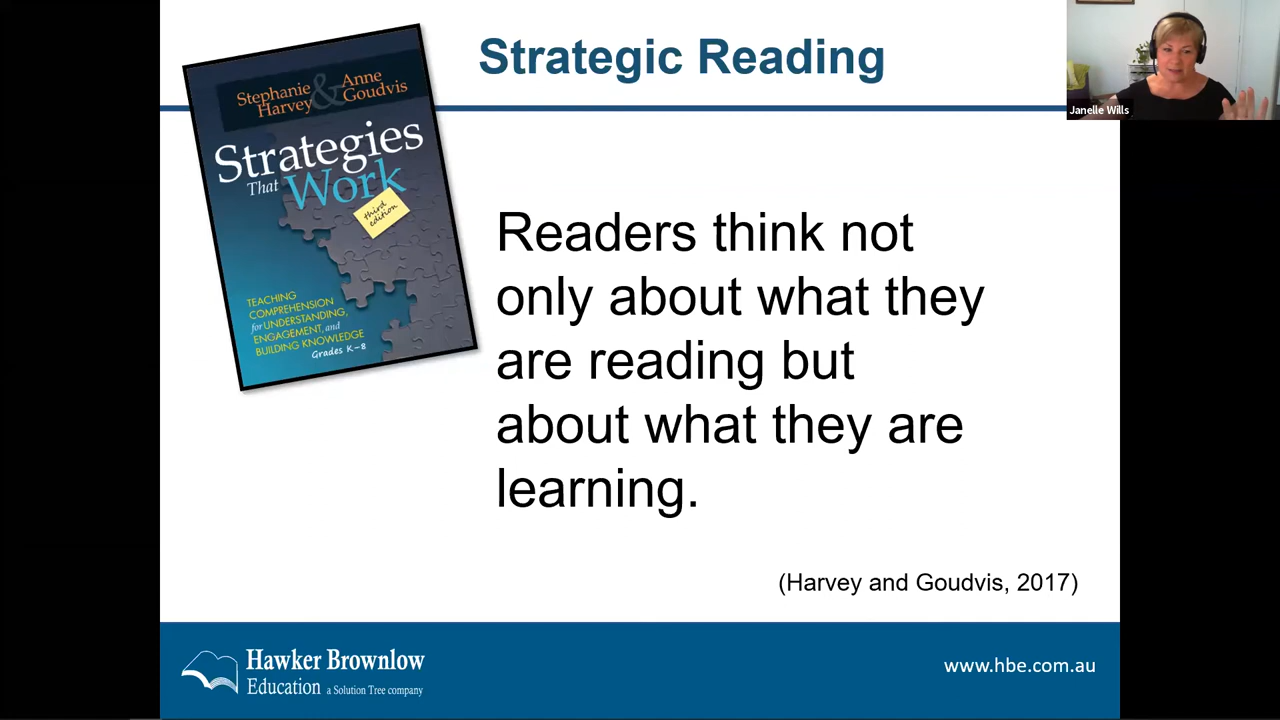 Strategic Reading
Janelle Wills
Stephanie Harvey & Anne Goudvis
Strategies
That Work
third
edition
TEACHING
COMPREHENSION
for UNDERSTANDING,
ENGAGEMENT, and
BUILDING KNOWLEDGE
Grades K–8
Readers think not
only about what they
are reading but
about what they are
learning.
(Harvey and Goudvis, 2017)
Hawker Brownlow
Education a Solution Tree company
www.hbe.com.au